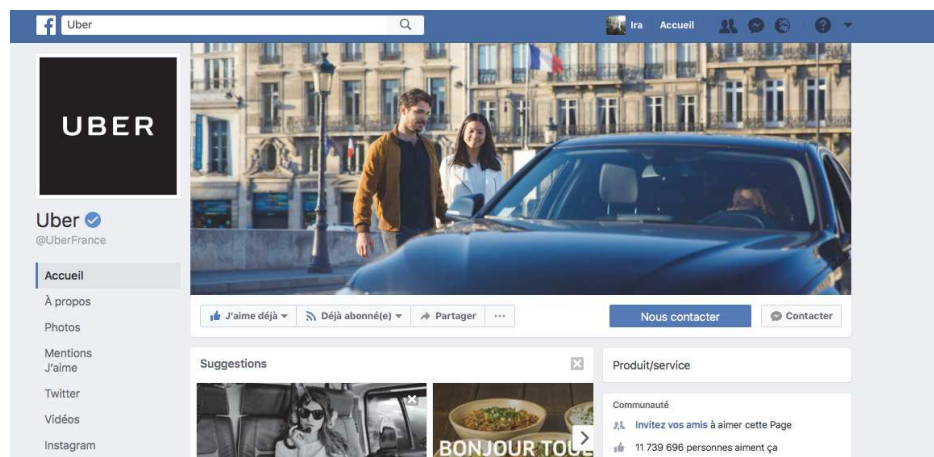 Uber
Ira Accueil
UBER
Uber
@UberFrance
Accueil
À propos
Photos
Mentions
J'aime
Twitter
Vidéos
Instagram
J'aime déjà
Déjà abonné(e)
Partager
Nous contacter
Contacter
Suggestions
BONJOUR
Produit/service
Communauté
Invitez vos amis à aimer cette Page
11 739 696 personnes aiment ça